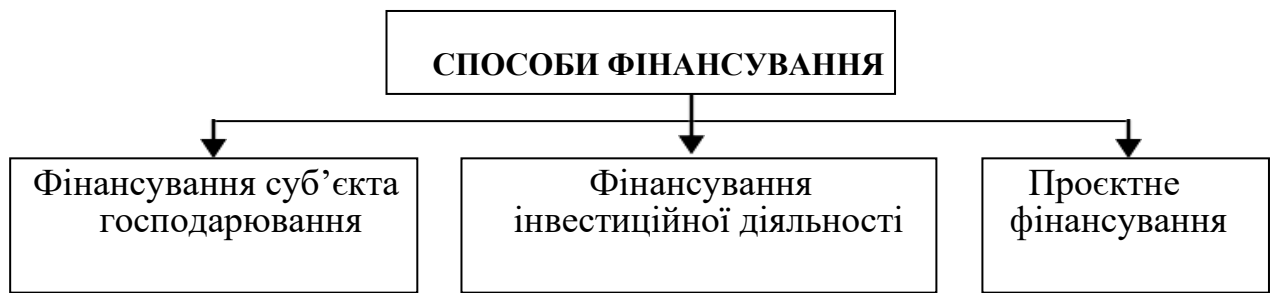 СПОСОБИ ФІНАНСУВАННЯ
Фінансування суб’єкта
господарювання
Фінансування
інвестиційної діяльності
Проєктне
фінансування